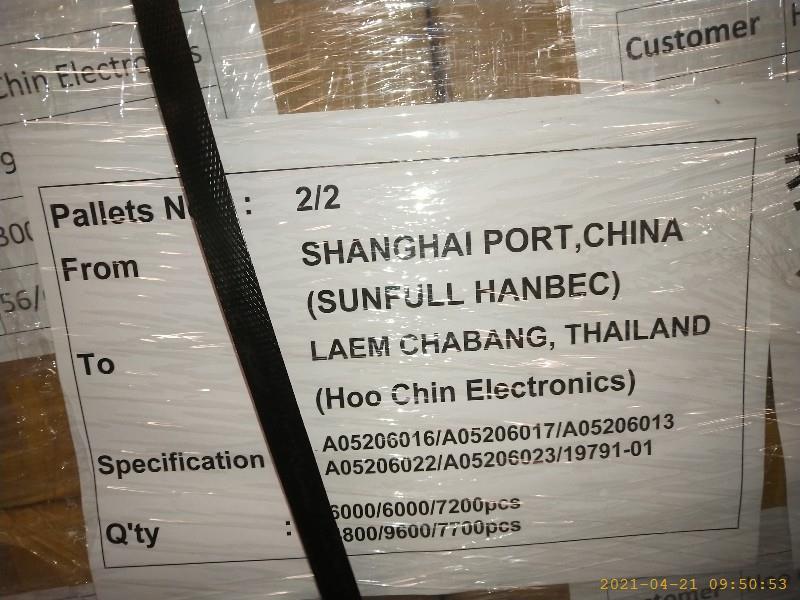 Chin Electronics
Customer
Pallets N :
2/2
From
SHANGHAI PORT,CHINA
(SUNFULL HANBEC)
To
LAEM CHABANG, THAILAND
(Hoo Chin Electronics)
Specification
A05206016/A05206017/A05206013
A05206022/A05206023/19791-01
Q'ty :
6000/6000/7200pcs
800/9600/7700pcs
56/
2021-04-21 09:50:53